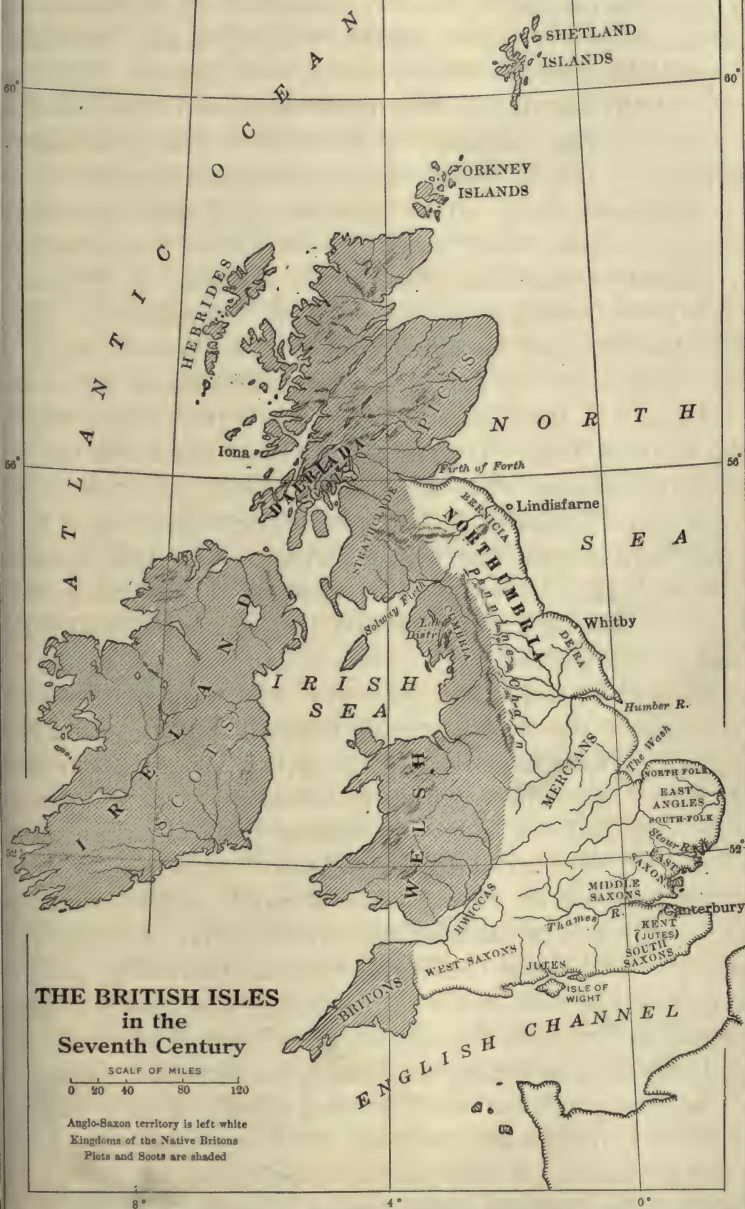 SHETLAND
ISLANDS
60°
60°
ATLANTIC OCEAN
ORKNEY
ISLANDS
HEBRIDES
PICTS
NORTH SEA
Iona
56°
56°
DALRIADA
Firth of Forth
STRATHCLYDE
BERNICIA
Lindisfarne
NORTHUMBRIA
Solway Firth
Lake
District
CUMBRIA
Pennine Chain
Whitby
DEIRA
IRELAND
SCOTS
IRISH
SEA
Humber R.
The Wash
MERCIANS
NORTH FOLK
EAST
ANGLES
SOUTH-FOLK
Stour R.
WELSH
52°
52°
EAST
SAXONS
MIDDLE
SAXONS
HWICCAS
Thames R.
Canterbury
KENT
(JUTES)
SOUTH
SAXONS
WEST SAXONS
JUTES
BRITONS
ISLE OF
WIGHT
ENGLISH CHANNEL
THE BRITISH ISLES
in the
Seventh Century
SCALE OF MILES
0 20 40 80 120
Anglo-Saxon territory is left white
Kingdoms of the Native Britons
Picts and Scots are shaded
8°
4°
0°